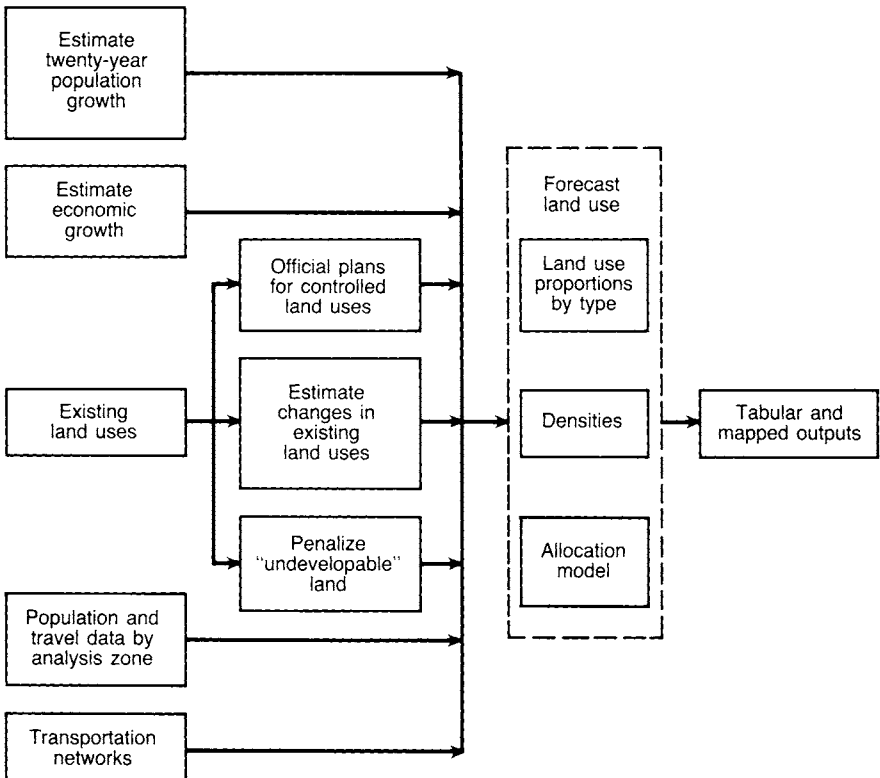 Estimate
twenty-year
population
growth
Estimate
economic
growth
Official plans
for controlled
land uses
Existing
land uses
Estimate
changes in
existing
land uses
Penalize
“undevelopable”
land
Population and
travel data by
analysis zone
Transportation
networks
Forecast
land use
Land use
proportions
by type
Densities
Allocation
model
Tabular and
mapped outputs